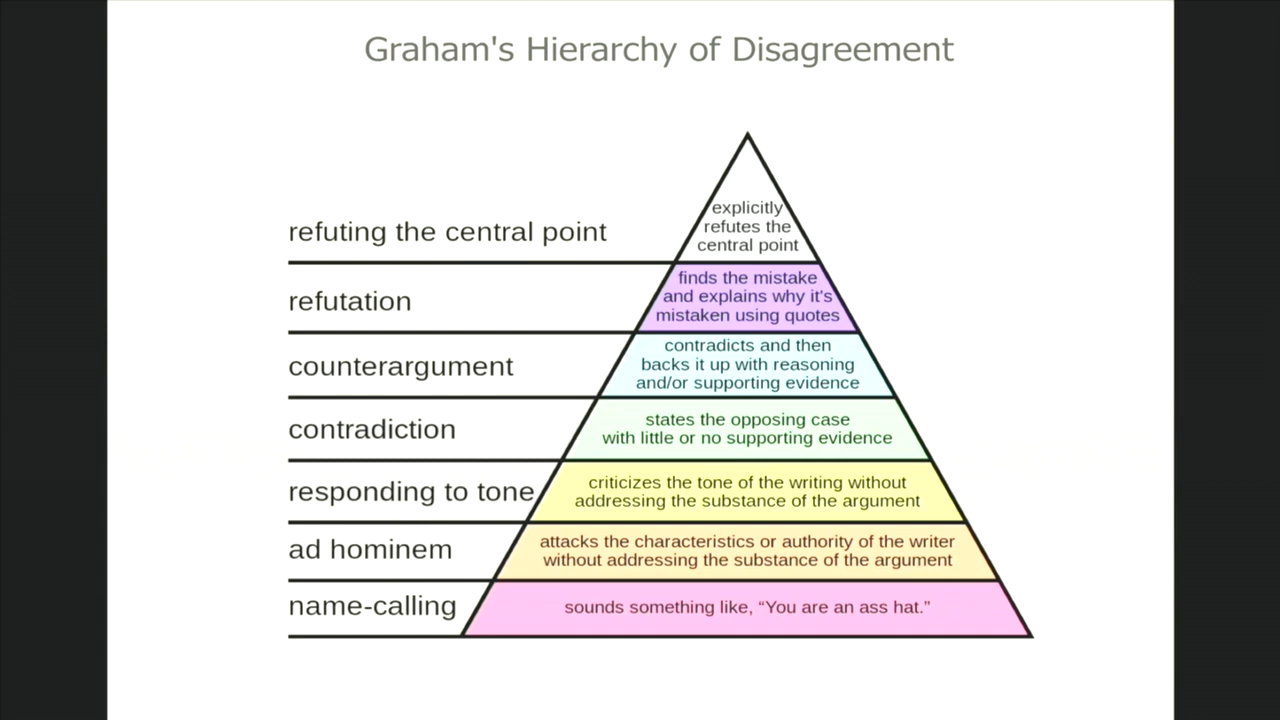 Graham's Hierarchy of Disagreement
refuting the central point
explicitly
refutes the
central point
refutation
finds the mistake
and explains why it's
mistaken using quotes
counterargument
contradicts and then
backs it up with reasoning
and/or supporting evidence
contradiction
states the opposing case
with little or no supporting evidence
responding to tone
criticizes the tone of the writing without
addressing the substance of the argument
ad hominem
attacks the characteristics or authority of the writer
without addressing the substance of the argument
name-calling
sounds something like, “You are an ass hat.”